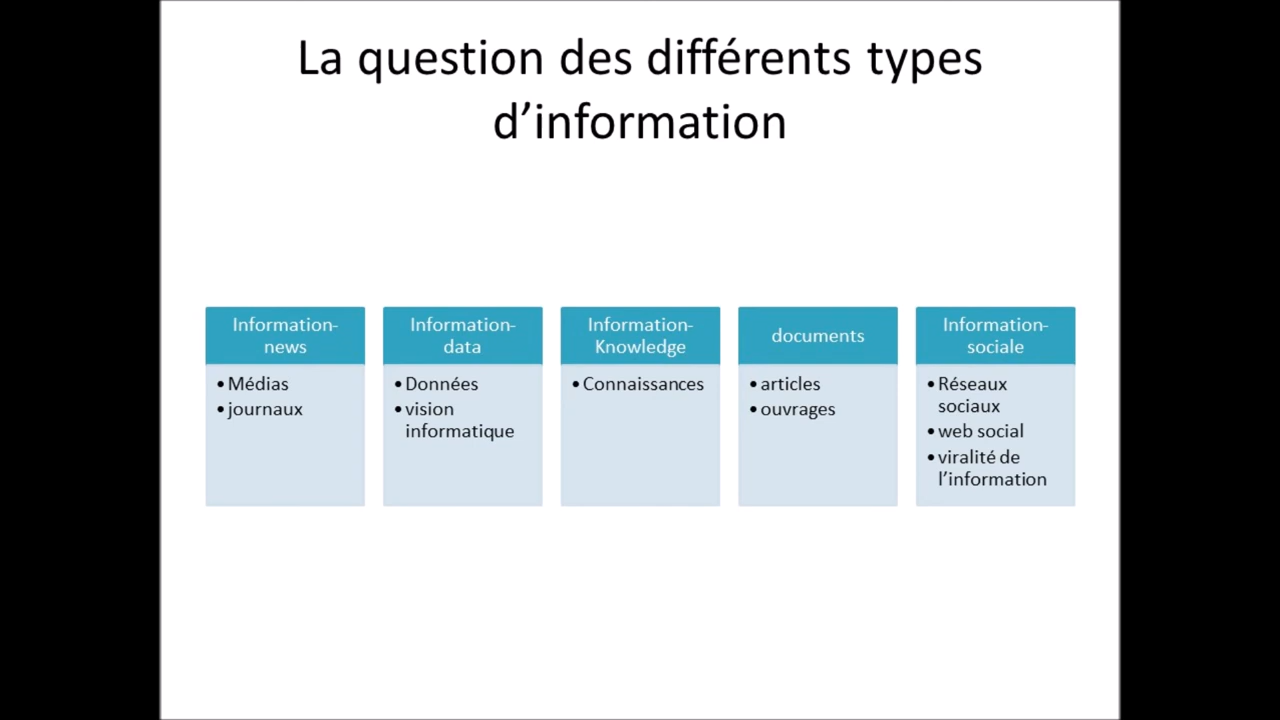 La question des différents types
d’information
Information-
news
• Médias
• journaux
Information-
data
• Données
• vision
informatique
Information-
Knowledge
• Connaissances
documents
• articles
• ouvrages
Information-
sociale
• Réseaux
sociaux
• web social
• viralité de
l’information